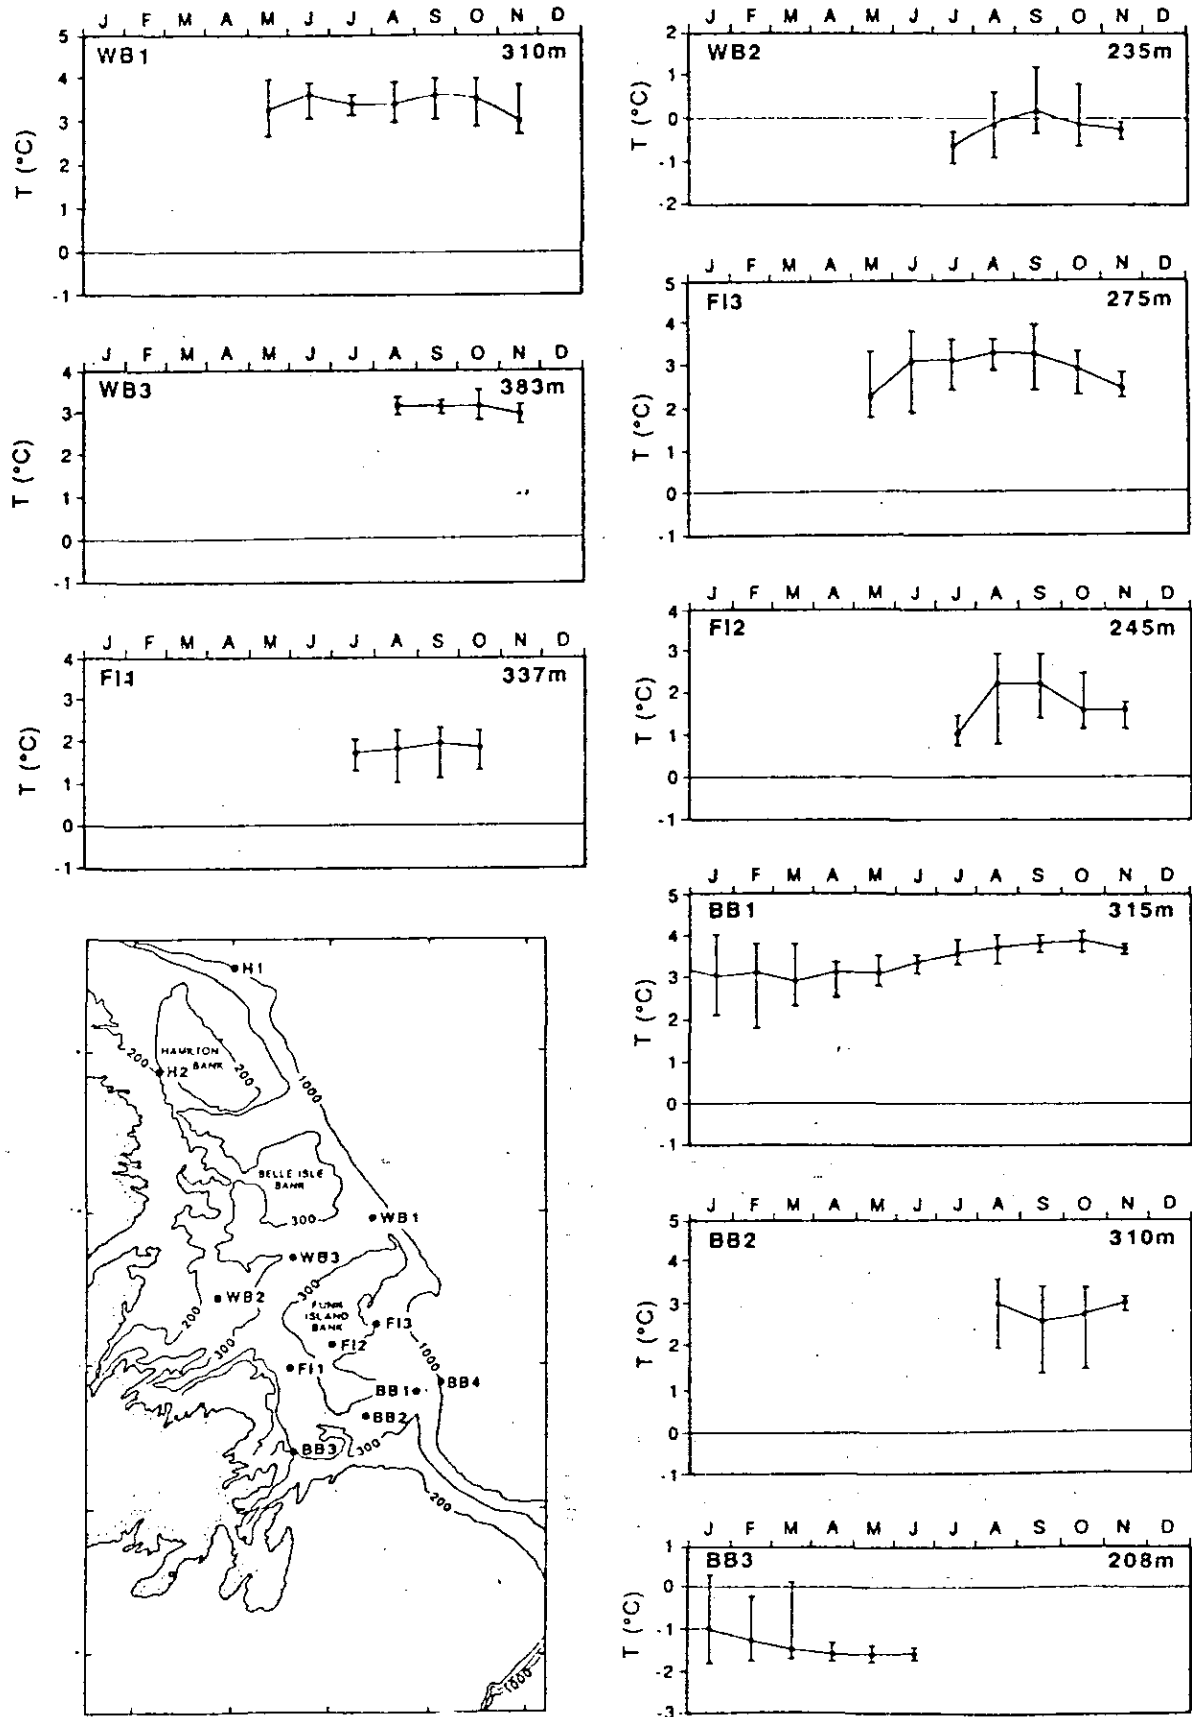 J F M A M J J A S O N D
WB1 310m
5
4
3
2
1
0
-1
T (°C)
J F M A M J J A S O N D
WB3 383m
4
3
2
1
0
-1
T (°C)
J F M A M J J A S O N D
FI1 337m
4
3
2
1
0
-1
T (°C)
H1
HAMILTON BANK
200
H2
200
1000
BELLE ISLE BANK
300
WB1
WB3
300
WB2
FUNK ISLAND BANK
200
FI3
300
FI2
1000
FI1
BB1
BB4
BB2
BB3
300
200
1000
J F M A M J J A S O N D
WB2 235m
2
1
0
-1
-2
T (°C)
J F M A M J J A S O N D
FI3 275m
5
4
3
2
1
0
-1
T (°C)
J F M A M J J A S O N D
FI2 245m
4
3
2
1
0
-1
T (°C)
J F M A M J J A S O N D
BB1 315m
5
4
3
2
1
0
-1
T (°C)
J F M A M J J A S O N D
BB2 310m
5
4
3
2
1
0
-1
T (°C)
J F M A M J J A S O N D
BB3 208m
1
0
-1
-2
-3
T (°C)